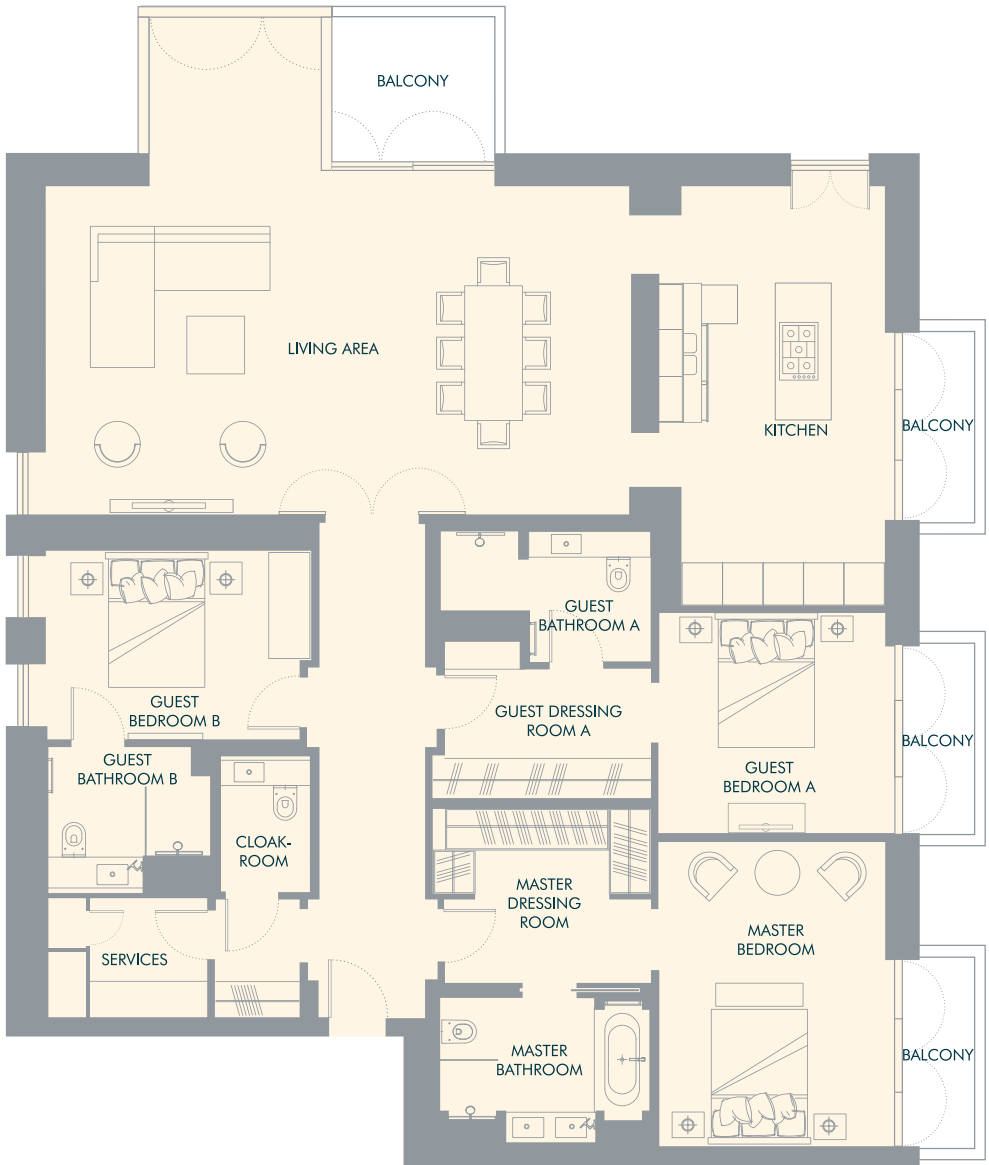 BALCONY
LIVING AREA
KITCHEN
BALCONY
GUEST
BATHROOM A
GUEST
BEDROOM B
GUEST DRESSING
ROOM A
BALCONY
GUEST
BATHROOM B
GUEST
BEDROOM A
CLOAK-
ROOM
MASTER
DRESSING
ROOM
MASTER
BEDROOM
SERVICES
MASTER
BATHROOM
BALCONY